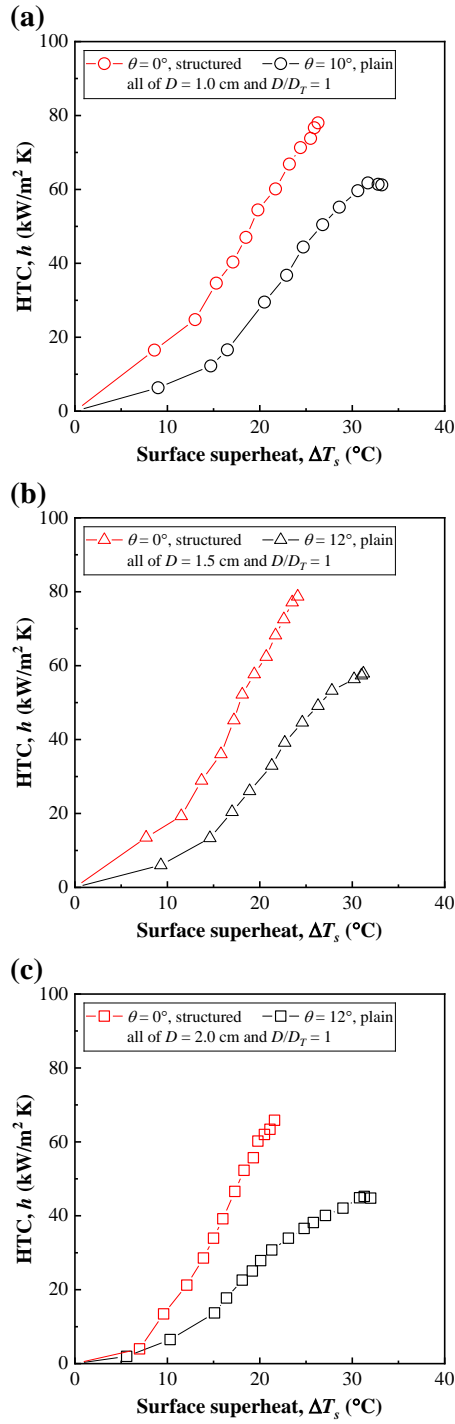 (a)
100
θ = 0°, structured θ = 10°, plain
all of D = 1.0 cm and D/D_T = 1
80
60
40
20
0
HTC, h (kW/m² K)
0 10 20 30 40
Surface superheat, ΔT_s (°C)
(b)
100
θ = 0°, structured θ = 12°, plain
all of D = 1.5 cm and D/D_T = 1
80
60
40
20
0
HTC, h (kW/m² K)
0 10 20 30 40
Surface superheat, ΔT_s (°C)
(c)
100
θ = 0°, structured θ = 12°, plain
all of D = 2.0 cm and D/D_T = 1
80
60
40
20
0
HTC, h (kW/m² K)
0 10 20 30 40
Surface superheat, ΔT_s (°C)